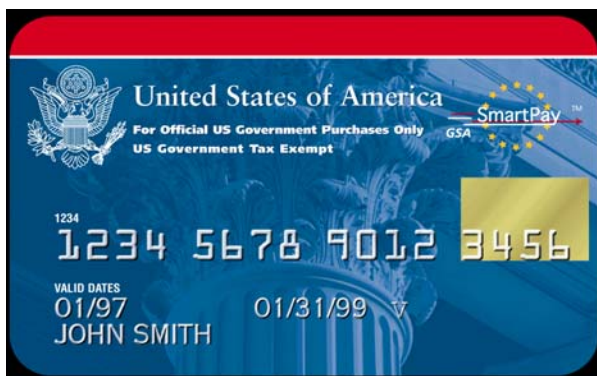 United States of America
For Official US Government Purchases Only
US Government Tax Exempt
GSA SmartPay TM
1234
1234 5678 9012 3456
VALID DATES
01/97 01/31/99 V
JOHN SMITH